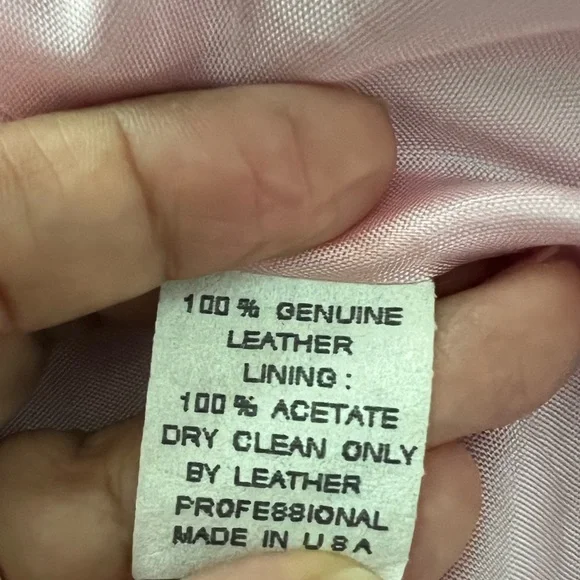 100% GENUINE
LEATHER
LINING:
100% ACETATE
DRY CLEAN ONLY
BY LEATHER
PROFESSIONAL
MADE IN USA